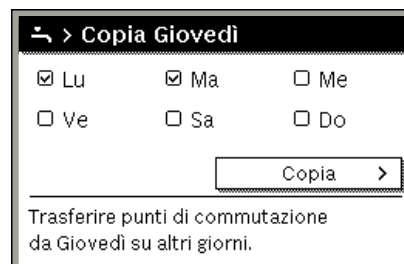 > Copia Giovedì
Lu Ma Me
Ve Sa Do
Copia >
Trasferire punti di commutazione
da Giovedì su altri giorni.